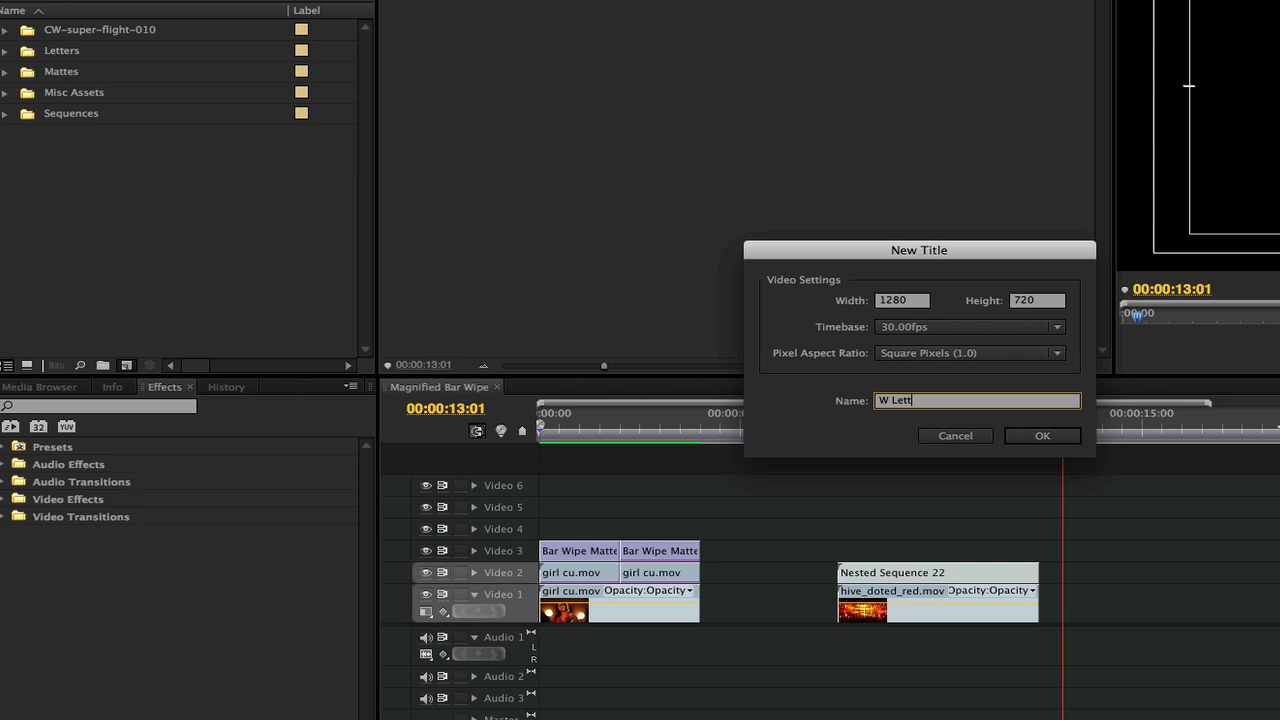 Name
Label
CW-super-flight-010
Letters
Mattes
Misc Assets
Sequences
New Title
Video Settings
Width: 1280 Height: 720
Timebase: 30.00fps
Pixel Aspect Ratio: Square Pixels (1.0)
Name: W Lett
Cancel OK
00:00:13:01
:00:00
00:00:13:01
Media Browser Info Effects × History
32 YUV
Presets
Audio Effects
Audio Transitions
Video Effects
Video Transitions
Magnified Bar Wipe ×
00:00:13:01
:00:00
00:00:15:00
Video 6
Video 5
Video 4
Video 3 Bar Wipe Matte Bar Wipe Matte
Video 2 girl cu.mov girl cu.mov Nested Sequence 22
Video 1 girl cu.mov Opacity:Opacity hive_doted_red.mov Opacity:Opacity
Audio 1
L
R
Audio 2
Audio 3